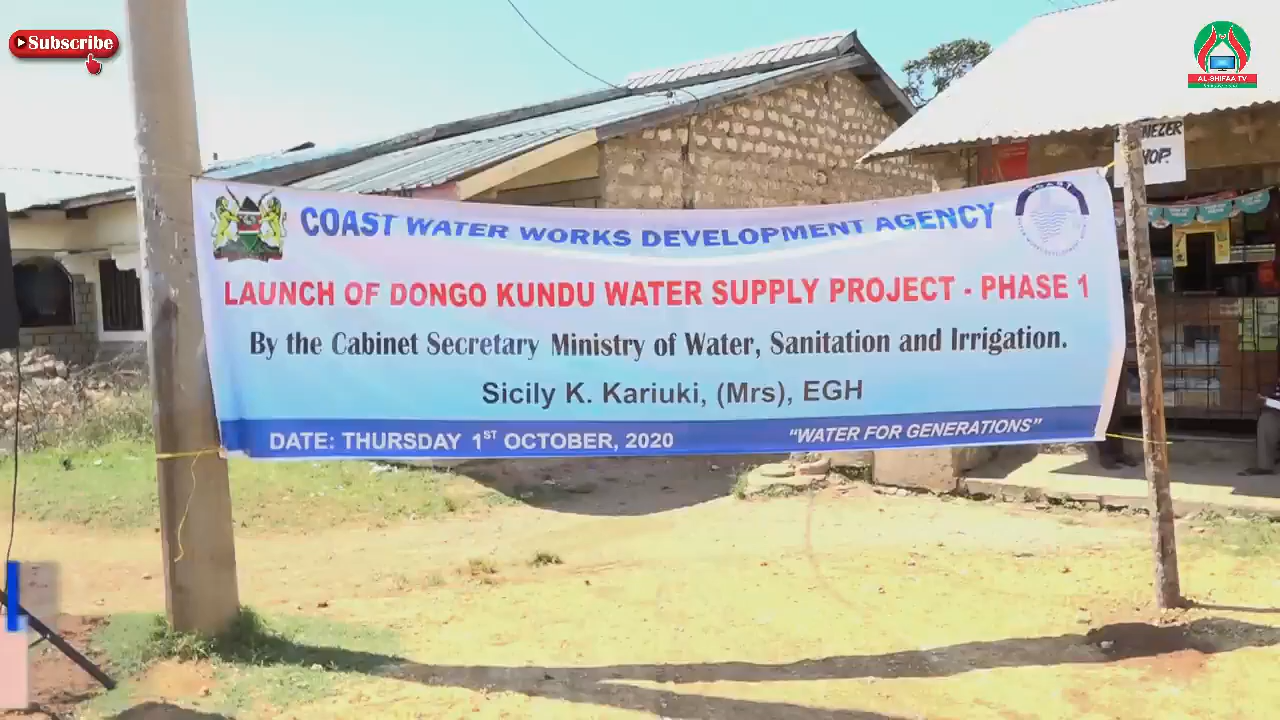 Subscribe
AL-SHIFAA TV
COAST WATER WORKS DEVELOPMENT AGENCY
COAST
LAUNCH OF DONGO KUNDU WATER SUPPLY PROJECT - PHASE 1
By the Cabinet Secretary Ministry of Water, Sanitation and Irrigation.
Sicily K. Kariuki, (Mrs), EGH
DATE: THURSDAY 1ST OCTOBER, 2020
"WATER FOR GENERATIONS"